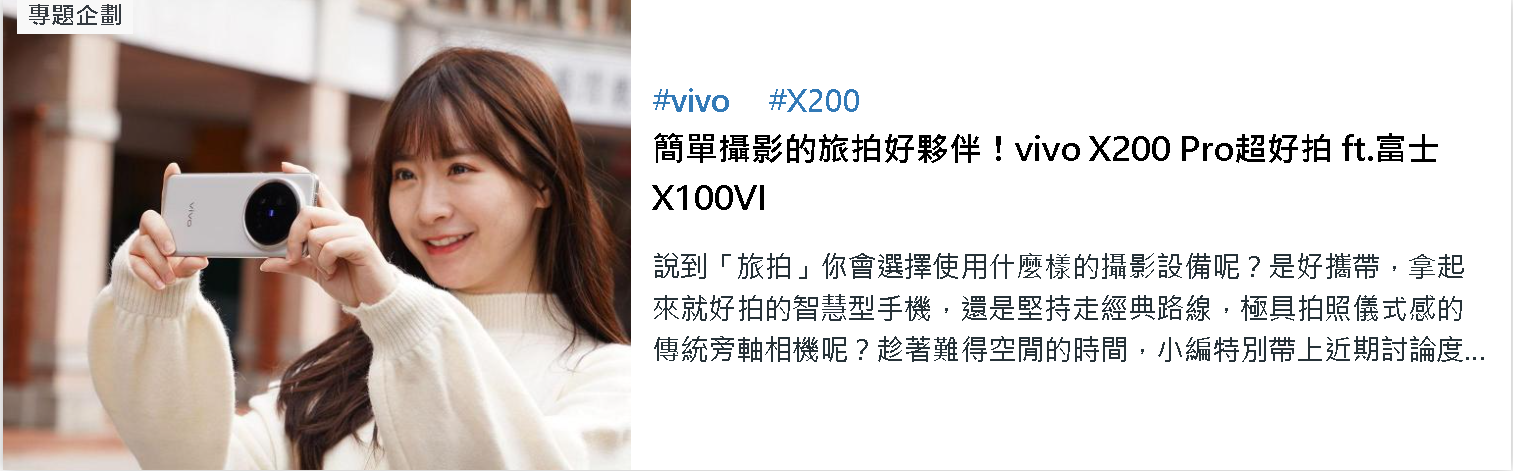 專題企劃
vivo
#vivo #X200
簡單攝影的旅拍好夥伴！vivo X200 Pro超好拍 ft.富士
X100VI
說到「旅拍」你會選擇使用什麼樣的攝影設備呢？是好攜帶，拿起
來就好拍的智慧型手機，還是堅持走經典路線，極具拍照儀式感的
傳統旁軸相機呢？趁著難得空閒的時間，小編特別帶上近期討論度...